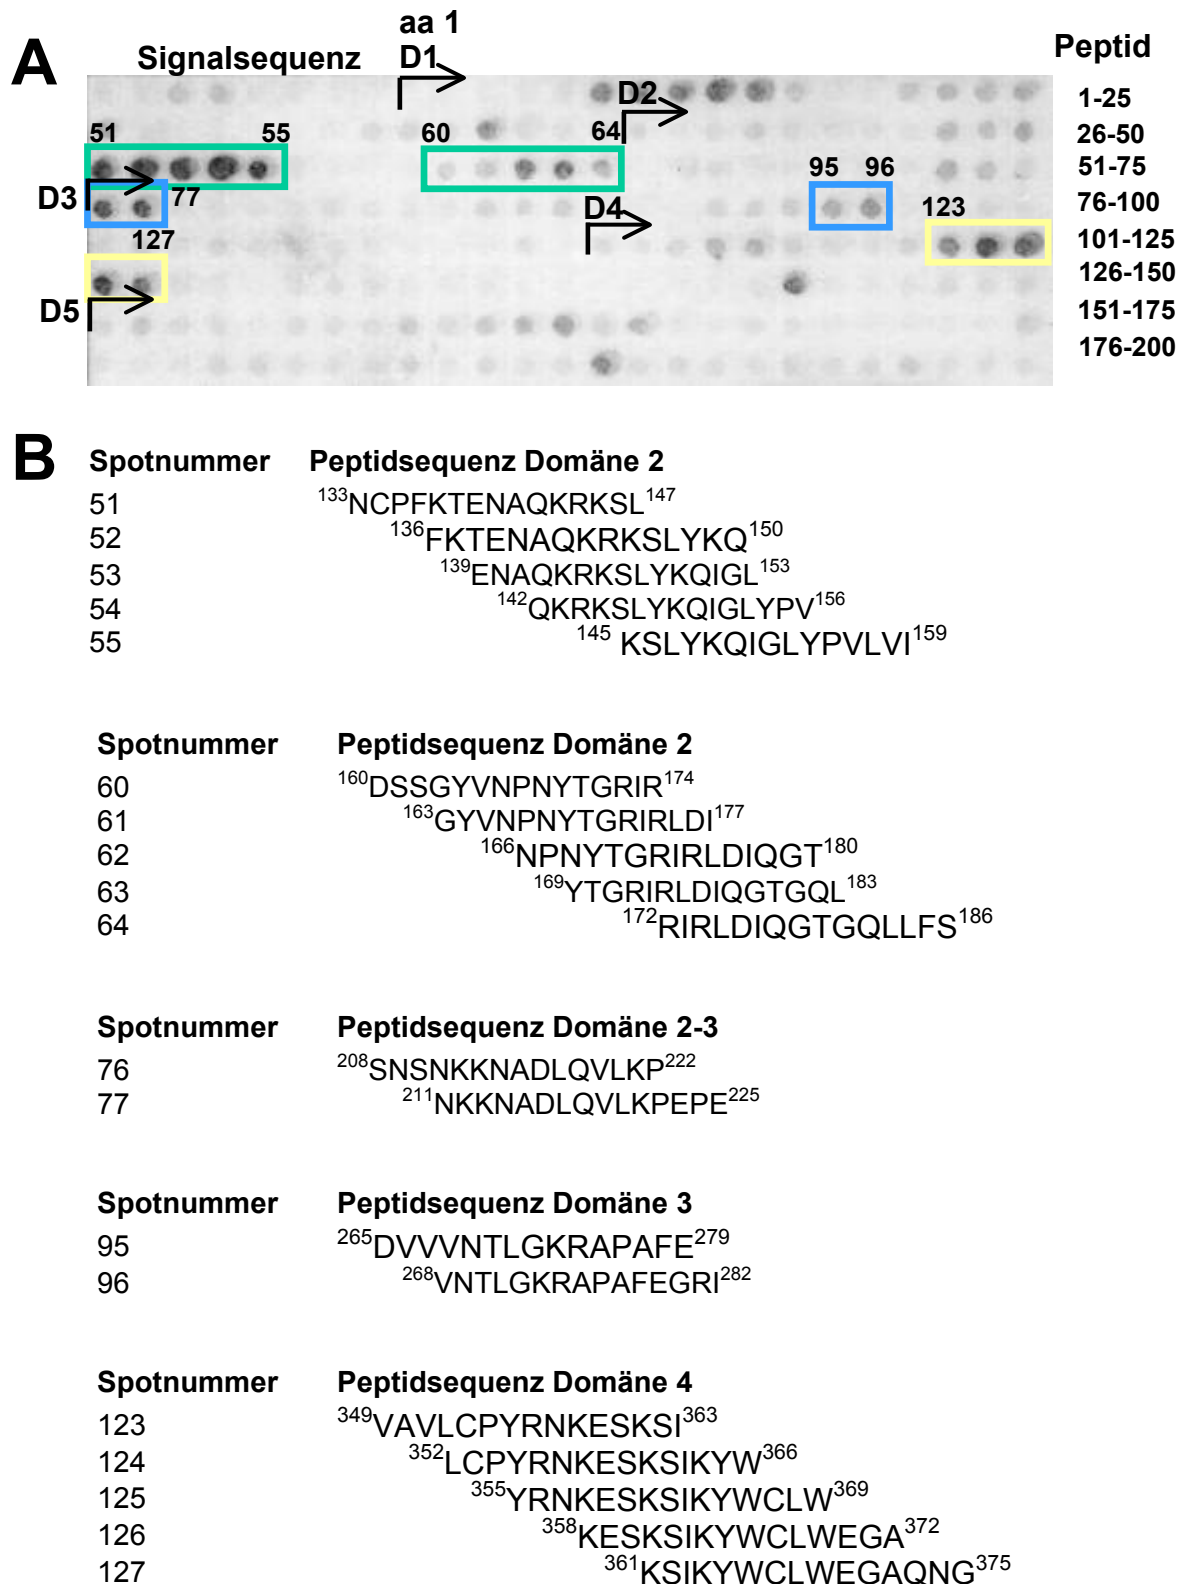 A
aa 1
Signalsequenz D1 Peptid
D2 1-25
51 55 60 64 26-50
95 96 51-75
D3 77 D4 123 76-100
127 101-125
126-150
D5 151-175
176-200
B
Spotnummer Peptidsequenz Domäne 2
51 133NCPFKTENAQKRKSL147
52 136FKTENAQKRKSLYKQ150
53 139ENAQKRKSLYKQIGL153
54 142QKRKSLYKQIGLYPV156
55 145 KSLYKQIGLYPVLVI159
Spotnummer Peptidsequenz Domäne 2
60 160DSSGYVNPNYTGRIR174
61 163GYVNPNYTGRIRLDI177
62 166NPNYTGRIRLDIQGT180
63 169YTGRIRLDIQGTGQL183
64 172RIRLDIQGTGQLLFS186
Spotnummer Peptidsequenz Domäne 2-3
76 208SNSNKKNADLQVLKP222
77 211NKKNADLQVLKPEPE225
Spotnummer Peptidsequenz Domäne 3
95 265DVVVNTLGKRAPAFE279
96 268VNTLGKRAPAFEGRI282
Spotnummer Peptidsequenz Domäne 4
123 349VAVLCPYRNKESKSI363
124 352LCPYRNKESKSIKYW366
125 355YRNKESKSIKYWCLW369
126 358KESKSIKYWCLWEGA372
127 361KSIKYWCLWEGAQNG375